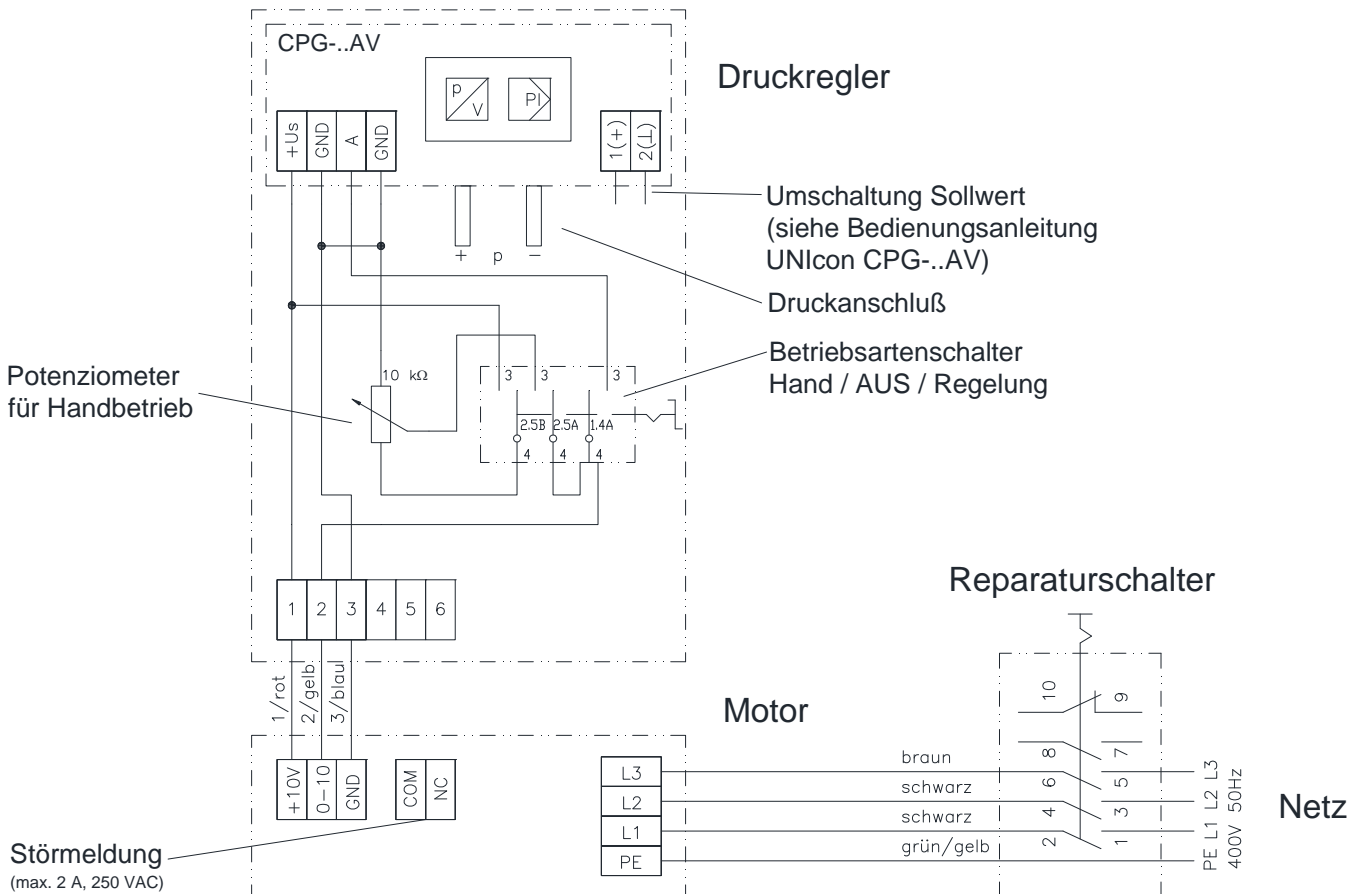 CPG-..AV
Druckregler
p
V
PI
+Us
GND
A
GND
1(+)
2(⊥)
Umschaltung Sollwert
(siehe Bedienungsanleitung
UNIcon CPG-..AV)
+ p −
Druckanschluß
Betriebsartenschalter
Hand / AUS / Regelung
Potenziometer
für Handbetrieb
10 kΩ
3 3 3
2.5B 2.5A 1.4A
4 4 4
1 2 3 4 5 6
Reparaturschalter
1/rot
2/gelb
3/blau
Motor
10 9
8 7
6 5
4 3
2 1
+10V
0-10
GND
COM
NC
L3
L2
L1
PE
braun
schwarz
schwarz
grün/gelb
PE L1 L2 L3
400V 50Hz
Netz
Störmeldung
(max. 2 A, 250 VAC)